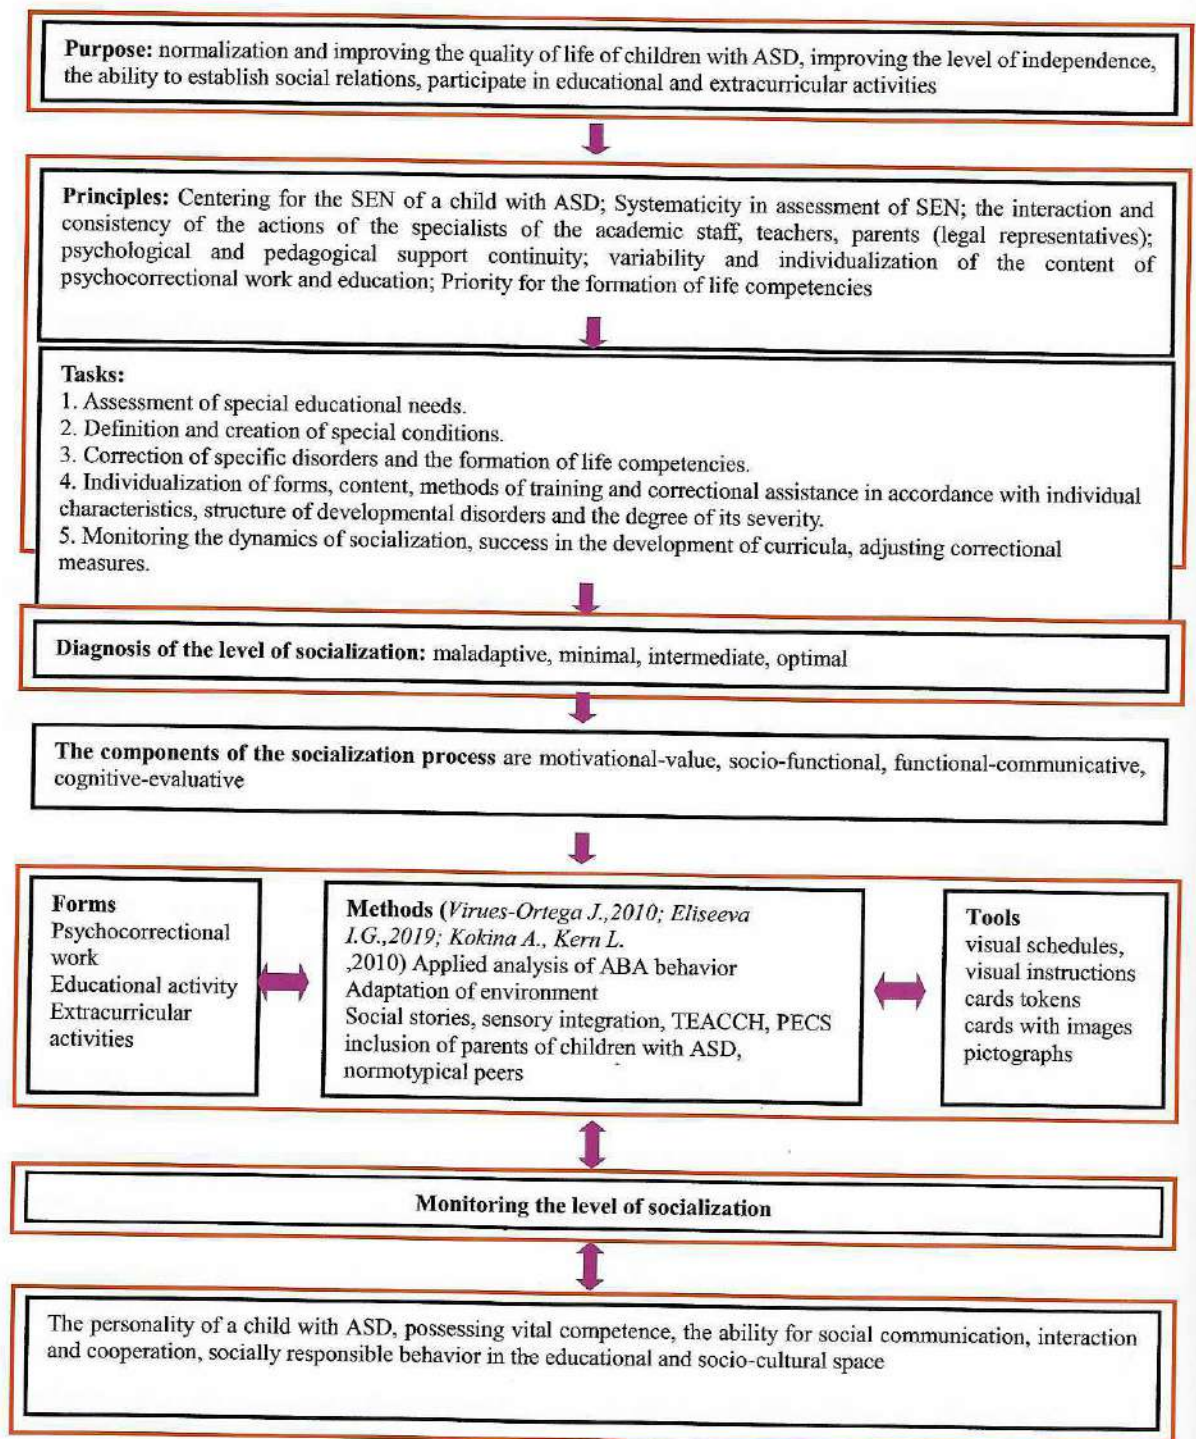 Purpose: normalization and improving the quality of life of children with ASD, improving the level of independence,
the ability to establish social relations, participate in educational and extracurricular activities
Principles: Centering for the SEN of a child with ASD; Systematicity in assessment of SEN; the interaction and
consistency of the actions of the specialists of the academic staff, teachers, parents (legal representatives);
psychological and pedagogical support continuity; variability and individualization of the content of
psychocorrectional work and education; Priority for the formation of life competencies
Tasks:
1. Assessment of special educational needs.
2. Definition and creation of special conditions.
3. Correction of specific disorders and the formation of life competencies.
4. Individualization of forms, content, methods of training and correctional assistance in accordance with individual
characteristics, structure of developmental disorders and the degree of its severity.
5. Monitoring the dynamics of socialization, success in the development of curricula, adjusting correctional
measures.
Diagnosis of the level of socialization: maladaptive, minimal, intermediate, optimal
The components of the socialization process are motivational-value, socio-functional, functional-communicative,
cognitive-evaluative
Forms
Psychocorrectional
work
Educational activity
Extracurricular
activities
Methods (Virues-Ortega J.,2010; Eliseeva
I.G.,2019; Kokina A., Kern L.
,2010) Applied analysis of ABA behavior
Adaptation of environment
Social stories, sensory integration, TEACCH, PECS
inclusion of parents of children with ASD,
normotypical peers
Tools
visual schedules,
visual instructions
cards tokens
cards with images
pictographs
Monitoring the level of socialization
The personality of a child with ASD, possessing vital competence, the ability for social communication, interaction
and cooperation, socially responsible behavior in the educational and socio-cultural space